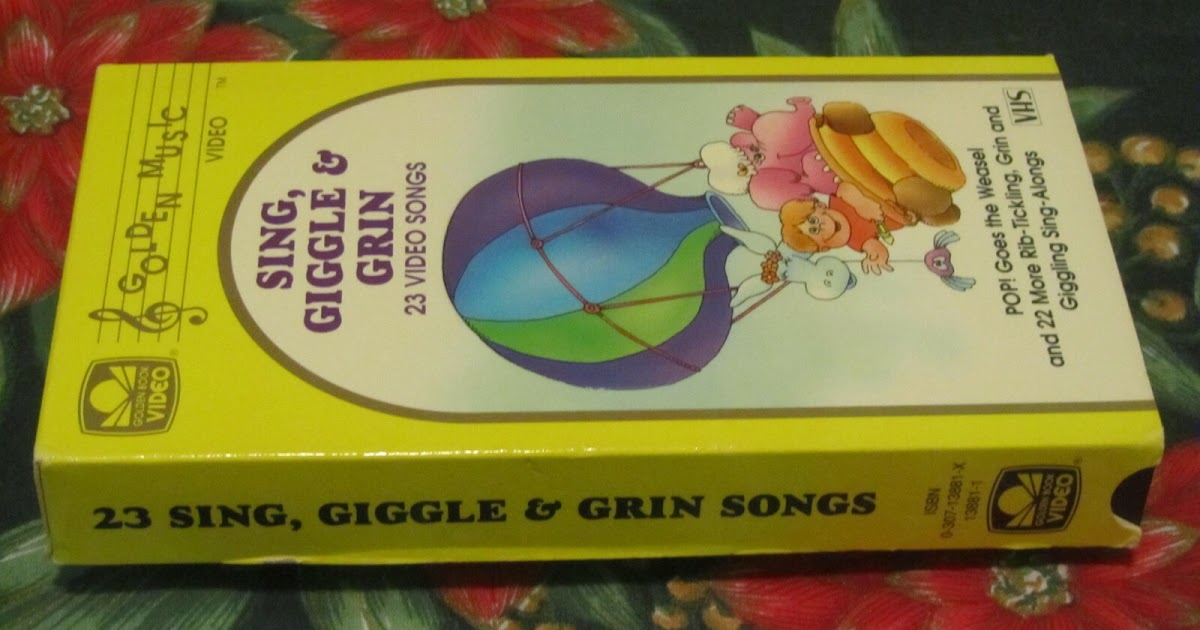 GOLDEN MUSIC
VIDEO ™
GOLDEN BOOK
VIDEO ®
SING,
GIGGLE &
GRIN
23 VIDEO SONGS
POP! Goes the Weasel
and 22 More Rib-Tickling, Grin and
Giggling Sing-Alongs
VHS
23 SING, GIGGLE & GRIN SONGS
ISBN
0-307-13881-X
13881-1
GOLDEN BOOK
VIDEO ®